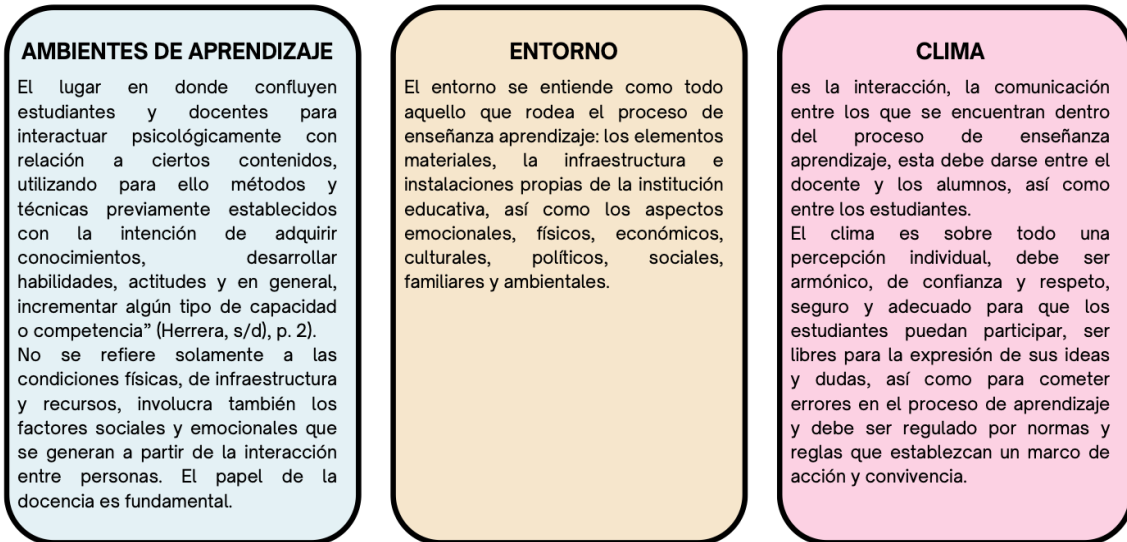 AMBIENTES DE APRENDIZAJE
El lugar en donde confluyen
estudiantes y docentes para
interactuar psicológicamente con
relación a ciertos contenidos,
utilizando para ello métodos y
técnicas previamente establecidos
con la intención de adquirir
conocimientos, desarrollar
habilidades, actitudes y en general,
incrementar algún tipo de capacidad
o competencia” (Herrera, s/d), p. 2).
No se refiere solamente a las
condiciones físicas, de infraestructura
y recursos, involucra también los
factores sociales y emocionales que
se generan a partir de la interacción
entre personas. El papel de la
docencia es fundamental.
ENTORNO
El entorno se entiende como todo
aquello que rodea el proceso de
enseñanza aprendizaje: los elementos
materiales, la infraestructura e
instalaciones propias de la institución
educativa, así como los aspectos
emocionales, físicos, económicos,
culturales, políticos, sociales,
familiares y ambientales.
CLIMA
es la interacción, la comunicación
entre los que se encuentran dentro
del proceso de enseñanza
aprendizaje, esta debe darse entre el
docente y los alumnos, así como
entre los estudiantes.
El clima es sobre todo una
percepción individual, debe ser
armónico, de confianza y respeto,
seguro y adecuado para que los
estudiantes puedan participar, ser
libres para la expresión de sus ideas
y dudas, así como para cometer
errores en el proceso de aprendizaje
y debe ser regulado por normas y
reglas que establezcan un marco de
acción y convivencia.